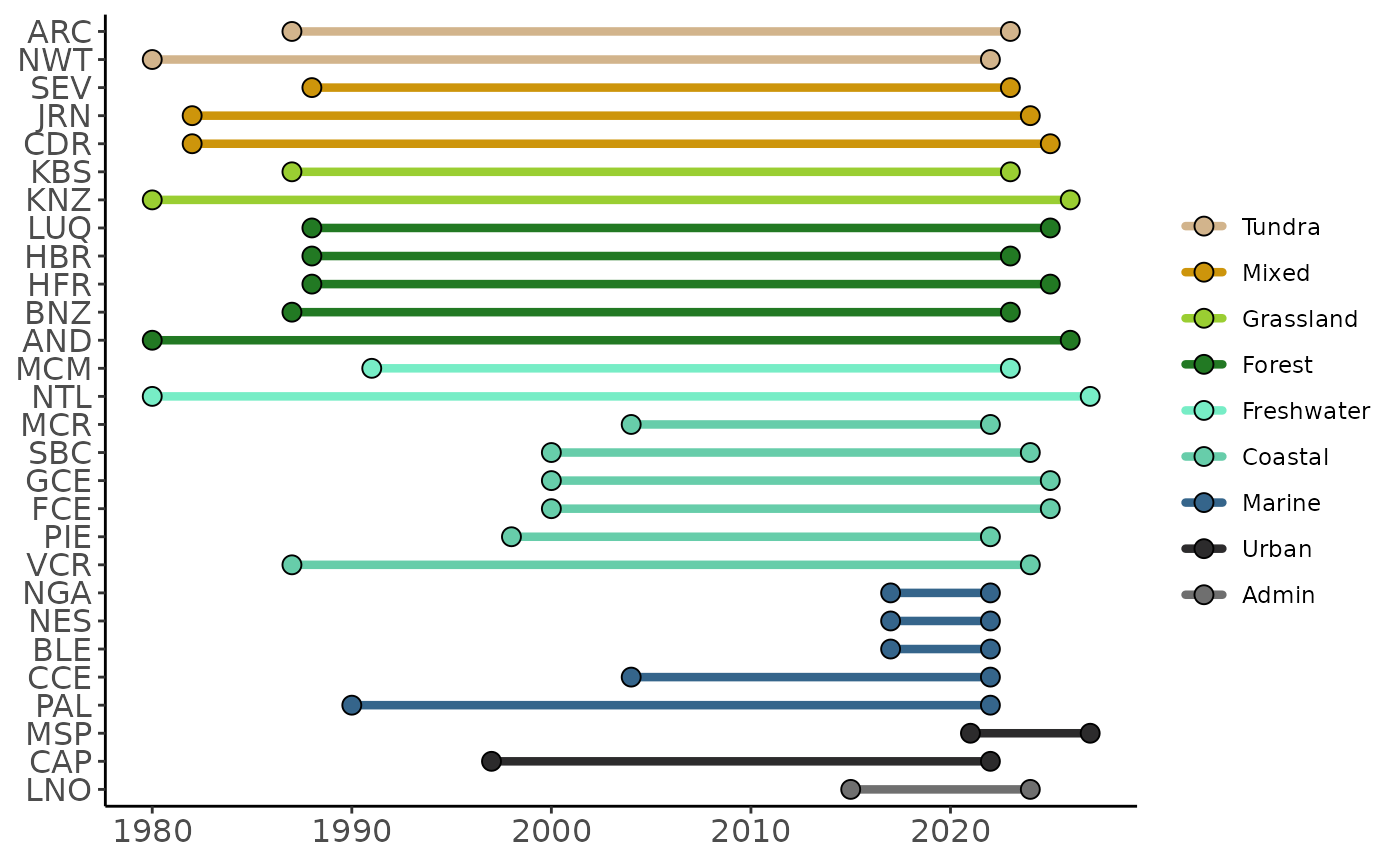 ARC
NWT
SEV
JRN
CDR
KBS
KNZ
LUQ
HBR
HFR
BNZ
AND
MCM
NTL
MCR
SBC
GCE
FCE
PIE
VCR
NGA
NES
BLE
CCE
PAL
MSP
CAP
LNO
1980 1990 2000 2010 2020
Tundra
Mixed
Grassland
Forest
Freshwater
Coastal
Marine
Urban
Admin